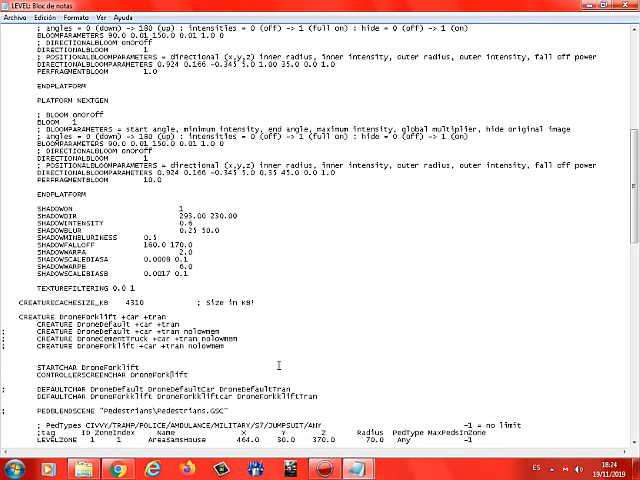 LEVEL: Bloc de notas
Archivo Edición Formato Ver Ayuda
; angles = 0 (down) -> 180 (up) : intensities = 0 (off) -> 1 (full on) : hide = 0 (off) -> 1 (on)
BLOOMPARAMETERS 90.0 0.01 150.0 0.01 1.0 0
; DIRECTIONALBLOOM onoroff
DIRECTIONALBLOOM 1
; POSITIONALBLOOMPARAMETERS = directional (x,y,z) inner radius, inner intensity, outer radius, outer intensity, fall off power
DIRECTIONALBLOOMPARAMETERS 0.924 0.166 -0.345 5.0 1.00 35.0 0.0 1.0
PERFRAGMENTBLOOM 1.0
ENDPLATFORM
PLATFORM NEXTGEN
; BLOOM onoroff
BLOOM 1
; BLOOMPARAMETERS = start angle, minimum intensity, end angle, maximum intensity, global multiplier, hide original image
; angles = 0 (down) -> 180 (up) : intensities = 0 (off) -> 1 (full on) : hide = 0 (off) -> 1 (on)
BLOOMPARAMETERS 90.0 0.01 150.0 0.01 1.0 0
; DIRECTIONALBLOOM onoroff
DIRECTIONALBLOOM 1
; POSITIONALBLOOMPARAMETERS = directional (x,y,z) inner radius, inner intensity, outer radius, outer intensity, fall off power
DIRECTIONALBLOOMPARAMETERS 0.924 0.166 -0.345 5.0 0.35 45.0 0.0 1.0
PERFRAGMENTBLOOM 10.0
ENDPLATFORM
SHADOWON 1
SHADOWDIR 293.00 230.00
SHADOWINTENSITY 0.6
SHADOWBLUR 0.25 50.0
SHADOWMINBLURINESS 0.5
SHADOWFALLOFF 160.0 170.0
SHADOWWARPA 2.0
SHADOWSCALEBIASA 0.0008 0.1
SHADOWWARPB 6.0
SHADOWSCALEBIASB 0.0017 0.1
TEXTUREFILTERING 0.0 1
CREATURECACHESIZE_KB 4310 ; Size in KB!
CREATURE DroneForklift +car +tran
; CREATURE DroneDefault +car +tran
; CREATURE DroneDefault +car +tran nolowmem
; CREATURE DroneCementTruck +car +tran nolowmem
; CREATURE DroneForklift +car +tran nolowmem
STARTCHAR DroneForklift
CONTROLLERSCREENCHAR DroneForklift
; DEFAULTCHAR DroneDefault DroneDefaultCar DroneDefaultTran
DEFAULTCHAR DroneForkklift DroneForkkliftcar DroneForkkliftTran
; PEDBLENDSCENE "Pedestrians\Pedestrians.GSC"
; PedTypes CIVVY/TRAMP/POLICE/AMBULANCE/MILITARY/S7/JUMPSUIT/ANY -1 = no limit
;tag ID ZoneIndex Name X Y Z Radius PedType MaxPedsInZone
LEVELZONE 1 1 AreaSamsHouse 464.0 30.0 370.0 70.0 Any -1
ES
18:24
19/11/2019